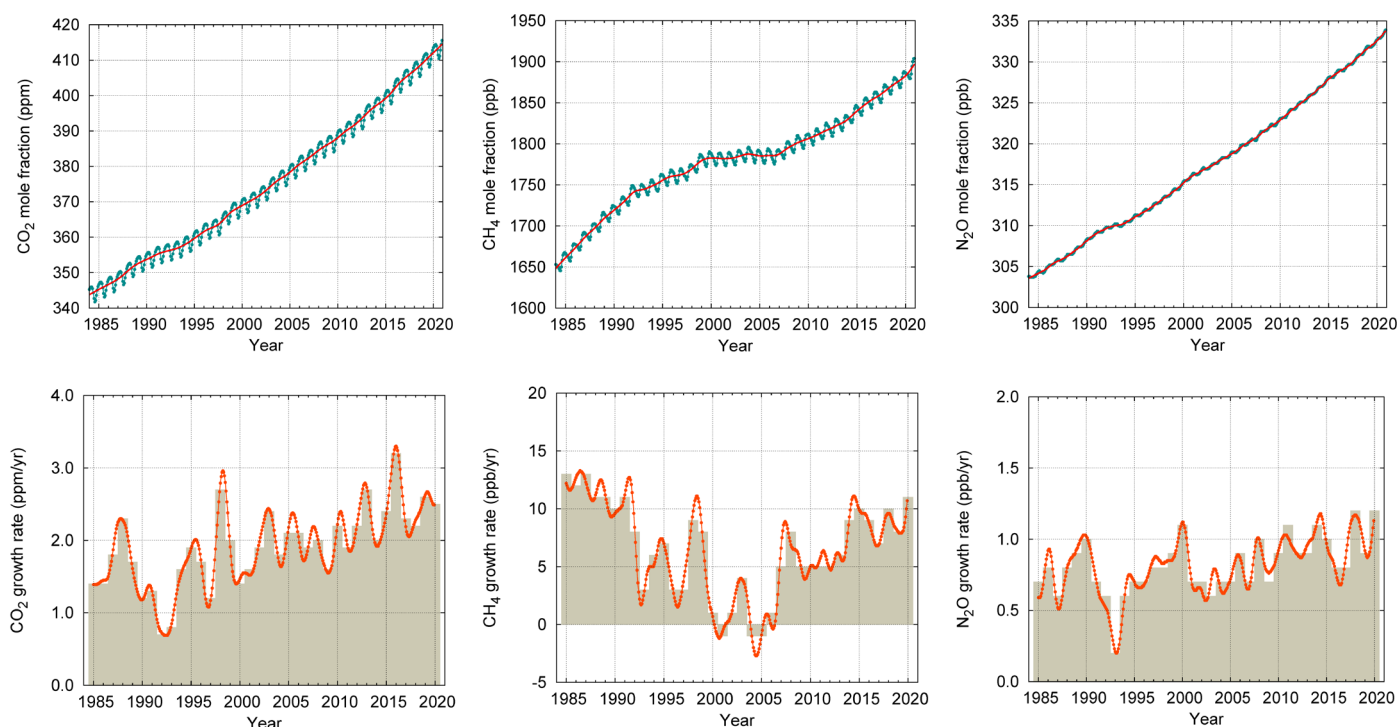 CO2 mole fraction (ppm)
420
410
400
390
380
370
360
350
340
1985 1990 1995 2000 2005 2010 2015 2020
Year
CH4 mole fraction (ppb)
1950
1900
1850
1800
1750
1700
1650
1600
1985 1990 1995 2000 2005 2010 2015 2020
Year
N2O mole fraction (ppb)
335
330
325
320
315
310
305
300
1985 1990 1995 2000 2005 2010 2015 2020
Year
CO2 growth rate (ppm/yr)
4.0
3.0
2.0
1.0
0.0
1985 1990 1995 2000 2005 2010 2015 2020
Year
CH4 growth rate (ppb/yr)
20
15
10
5
0
-5
1985 1990 1995 2000 2005 2010 2015 2020
Year
N2O growth rate (ppb/yr)
2.0
1.5
1.0
0.5
0.0
1985 1990 1995 2000 2005 2010 2015 2020
Year